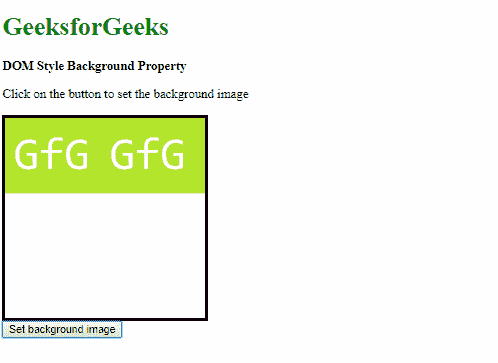 GeeksforGeeks
DOM Style Background Property
Click on the button to set the background image
GfG GfG
Set background image